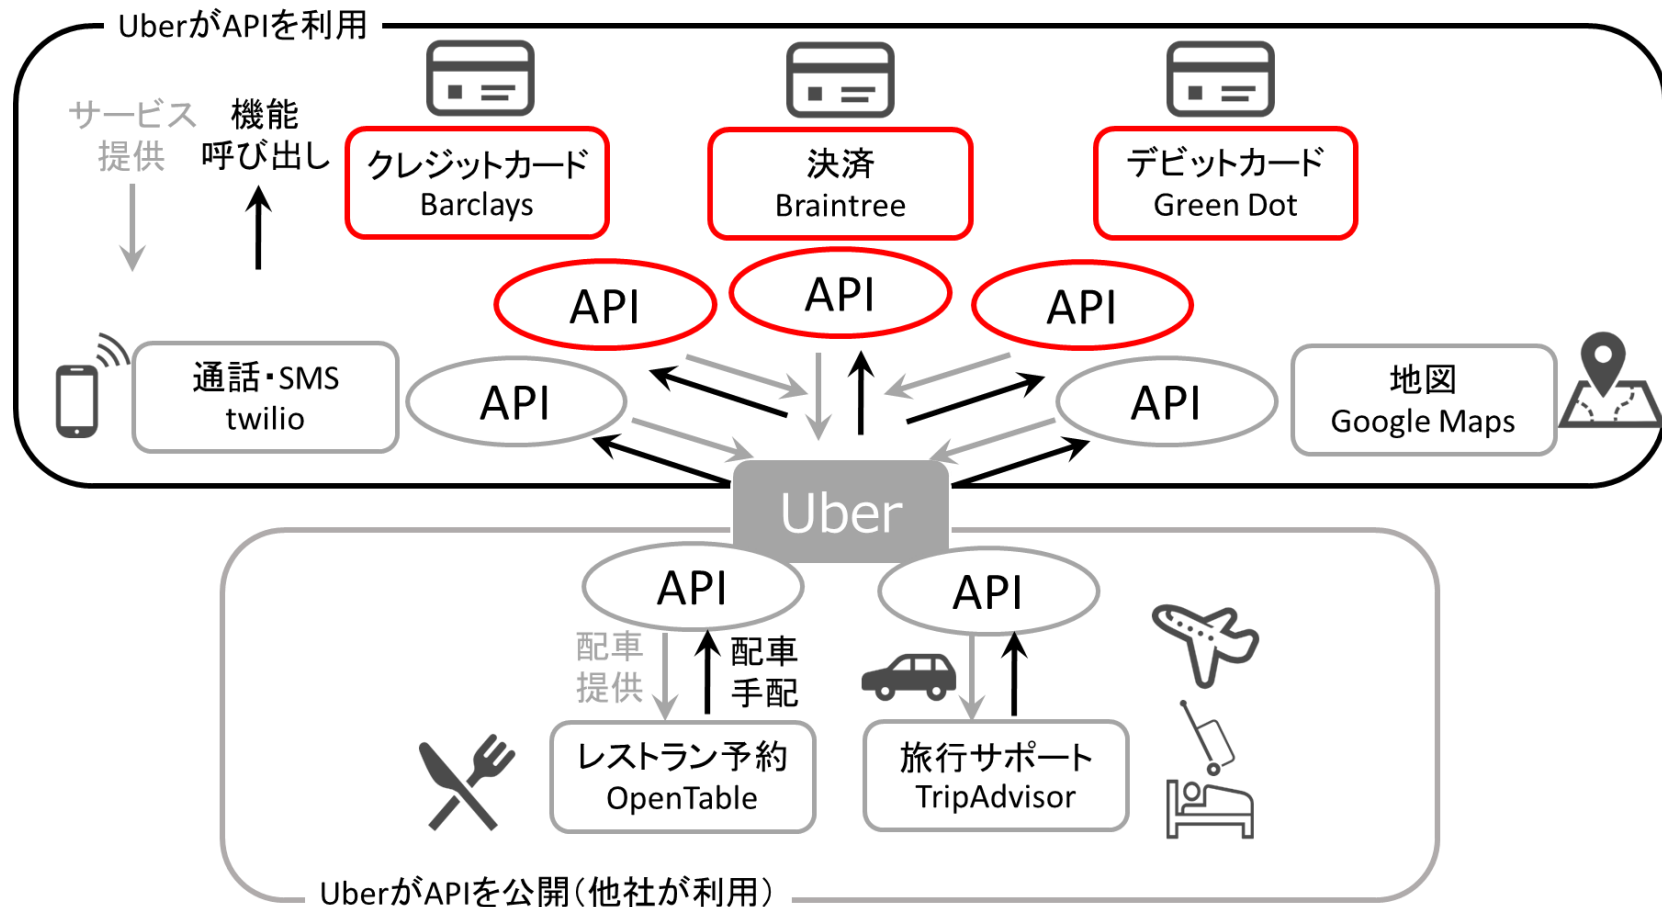 UberがAPIを利用
サービス
提供
機能
呼び出し
クレジットカード
Barclays
決済
Braintree
デビットカード
Green Dot
API
API
API
通話・SMS
twilio
API
API
地図
Google Maps
Uber
API
API
配車
提供
配車
手配
レストラン予約
OpenTable
旅行サポート
TripAdvisor
UberがAPIを公開(他社が利用)